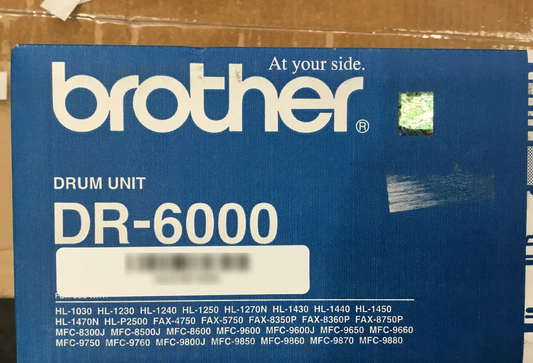 At your side.
brother®
DRUM UNIT
DR-6000
HL-1030 HL-1230 HL-1240 HL-1250 HL-1270N HL-1430 HL-1440 HL-1450
HL-1470N HL-P2500 FAX-4750 FAX-5750 FAX-8350P FAX-8360P FAX-8750P
MFC-8300J MFC-8500J MFC-8600 MFC-9600 MFC-9600J MFC-9650 MFC-9660
MFC-9750 MFC-9760 MFC-9800J MFC-9850 MFC-9860 MFC-9870 MFC-9880